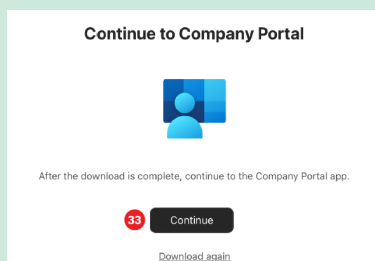 Continue to Company Portal
After the download is complete, continue to the Company Portal app.
33 Continue
Download again